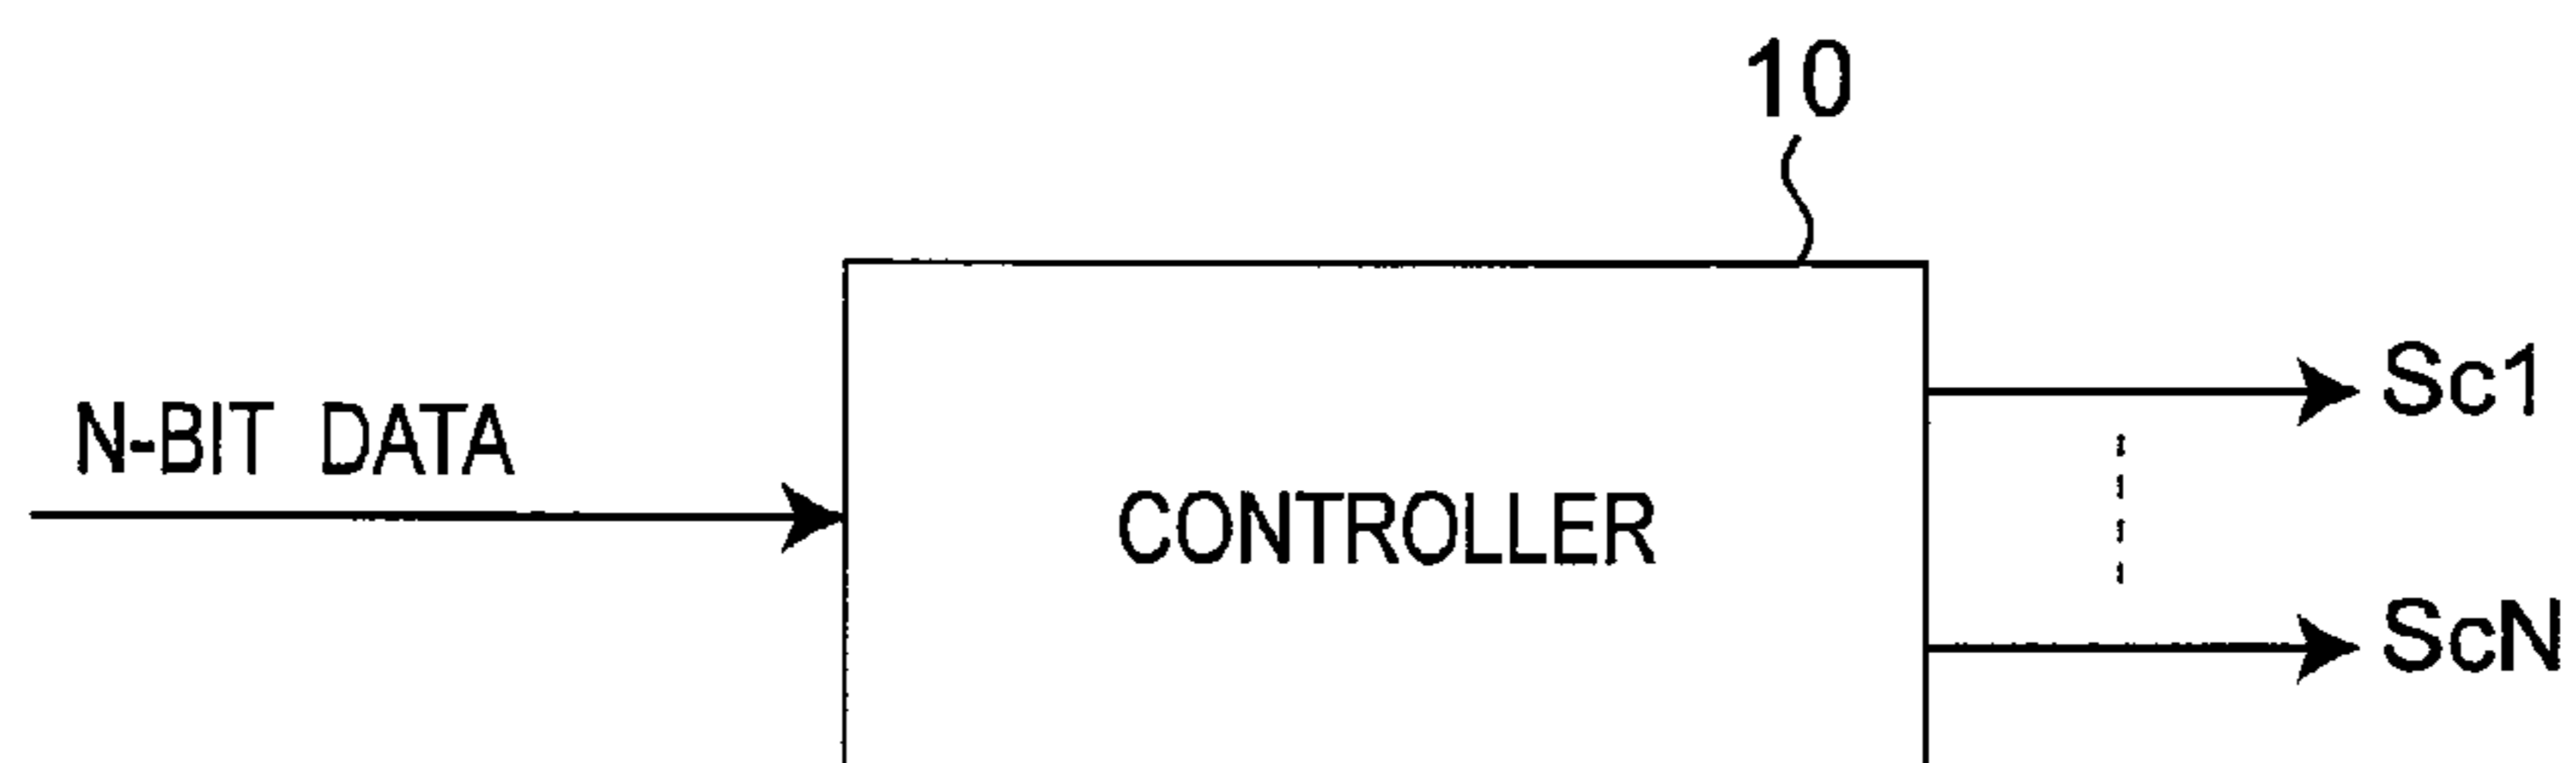 10
Sc1
N-BIT DATA
CONTROLLER
ScN